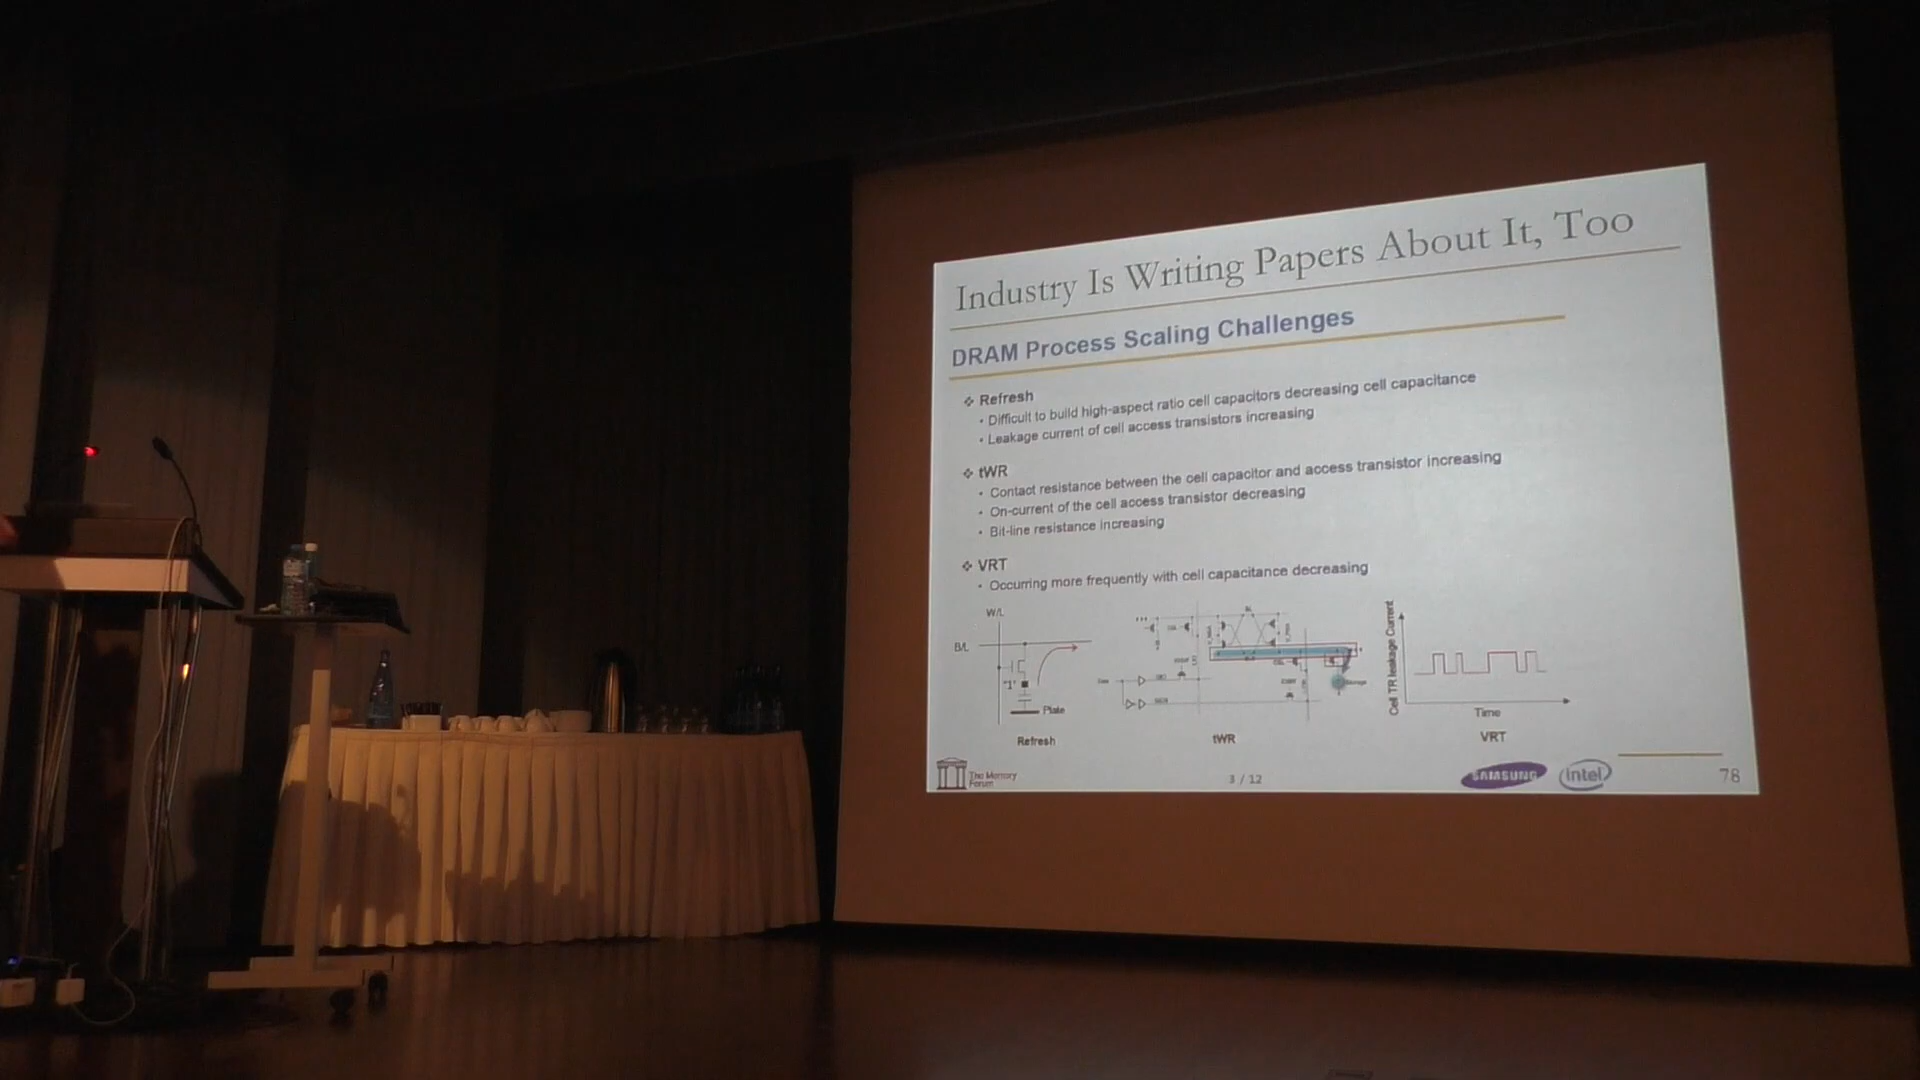 Industry Is Writing Papers About It, Too
DRAM Process Scaling Challenges
❖ Refresh
• Difficult to build high-aspect ratio cell capacitors decreasing cell capacitance
• Leakage current of cell access transistors increasing
❖ tWR
• Contact resistance between the cell capacitor and access transistor increasing
• On-current of the cell access transistor decreasing
• Bit-line resistance increasing
❖ VRT
• Occurring more frequently with cell capacitance decreasing
W/L
B/L
"1"
Plate
Refresh
tWR
Cell TR leakage Current
Time
VRT
The Memory
Forum
3 / 12
SAMSUNG
intel
78